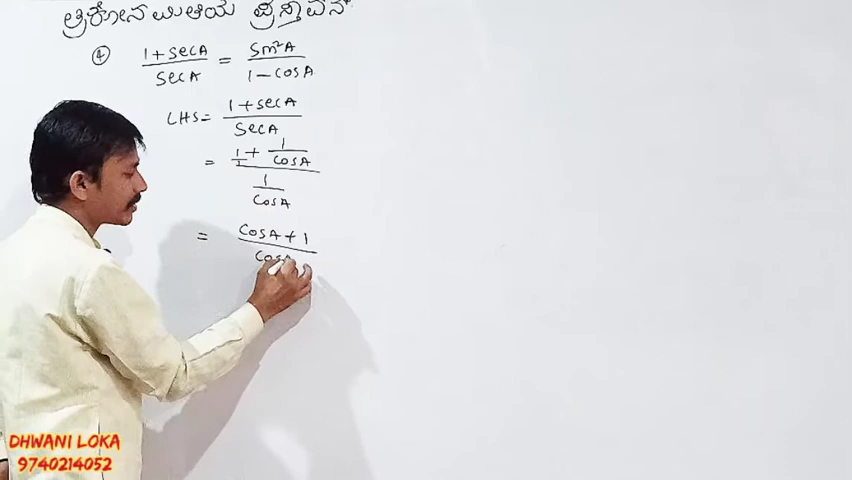 ತ್ರಿಕೋನಮಿತಿಯ ಪ್ರಸ್ತಾವನೆ
④ (1+secA)/(secA) = (Sin²A)/(1-cosA)
LHS = (1+secA)/(SecA)
= (1/1 + 1/cosA)/(1/cosA)
= (CosA+1)/(cosA
DHWANI LOKA
9740214052